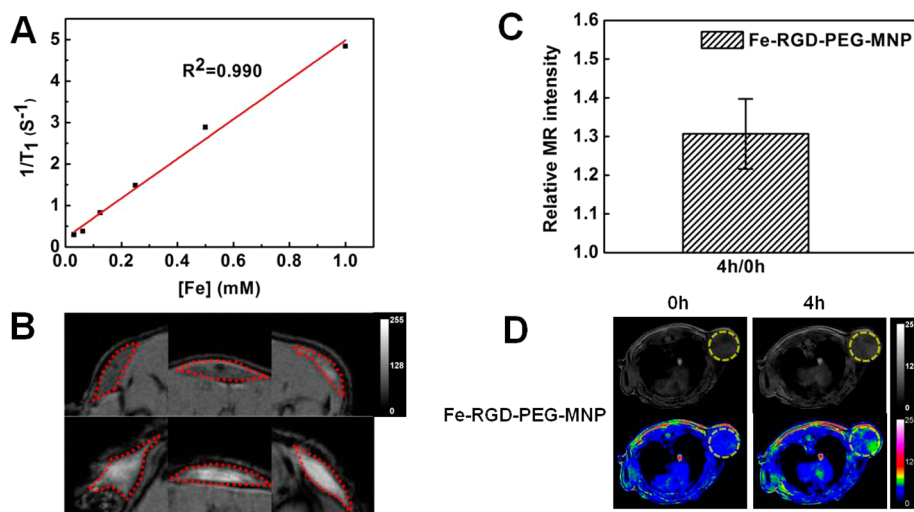 A
R2=0.990
1/T1 (S-1)
5
4
3
2
1
0
0.0 0.2 0.4 0.6 0.8 1.0
[Fe] (mM)
C
Fe-RGD-PEG-MNP
Relative MR intensity
1.6
1.5
1.4
1.3
1.2
1.1
1.0
4h/0h
B
255
128
0
D
0h 4h
Fe-RGD-PEG-MNP